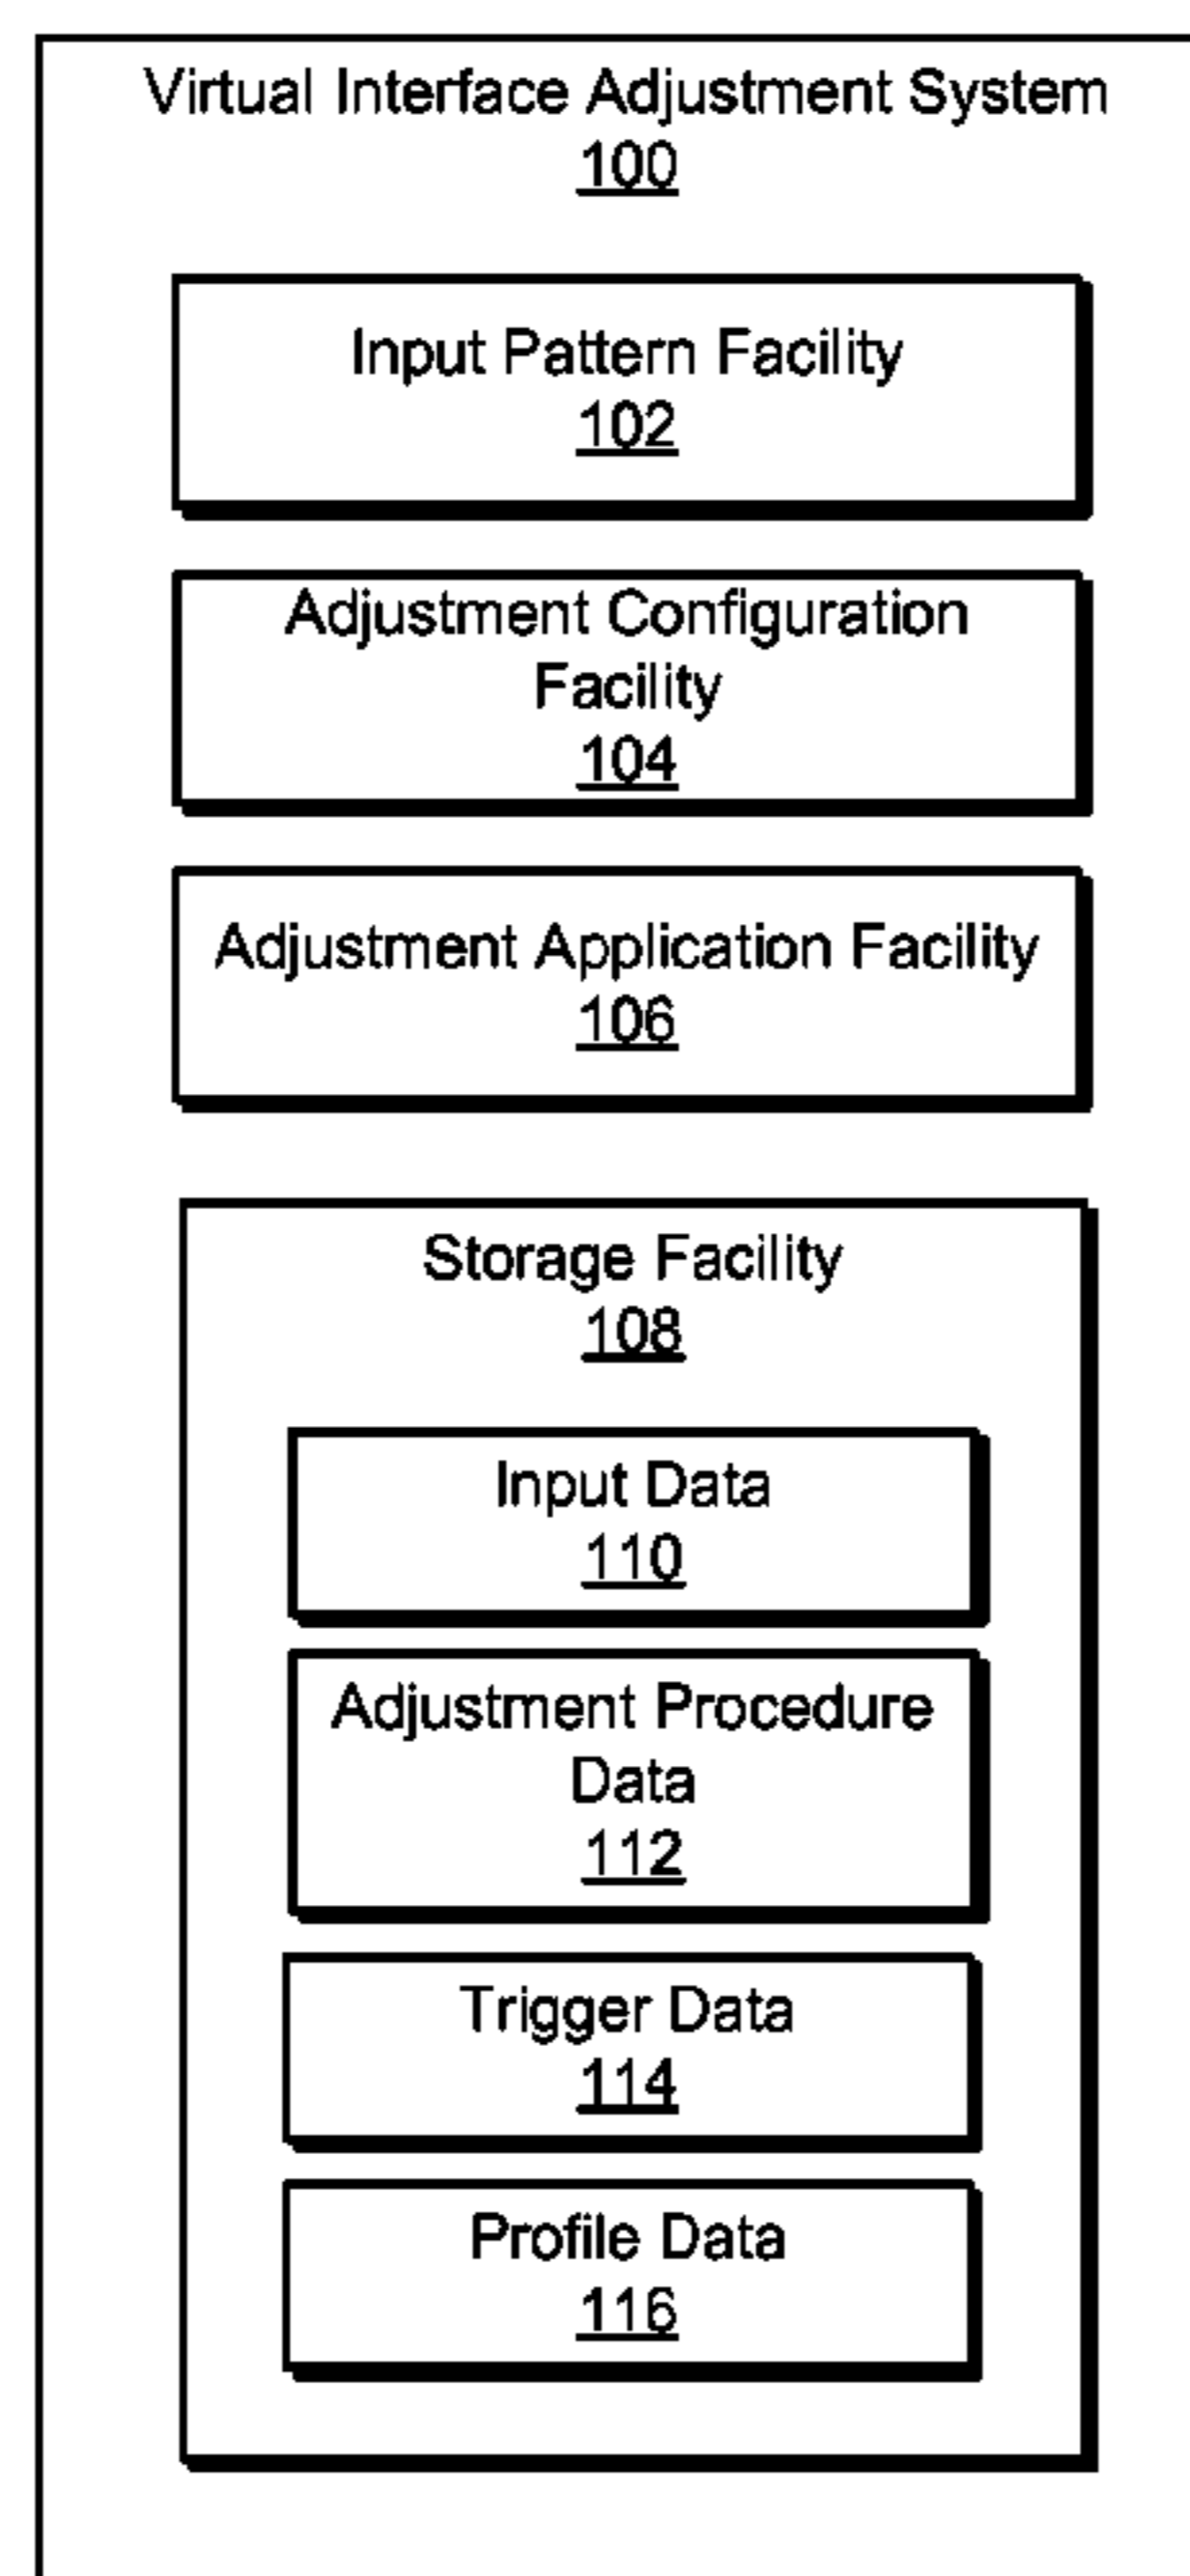 Virtual Interface Adjustment System
100
Input Pattern Facility
102
Adjustment Configuration
Facility
104
Adjustment Application Facility
106
Storage Facility
108
Input Data
110
Adjustment Procedure
Data
112
Trigger Data
114
Profile Data
116